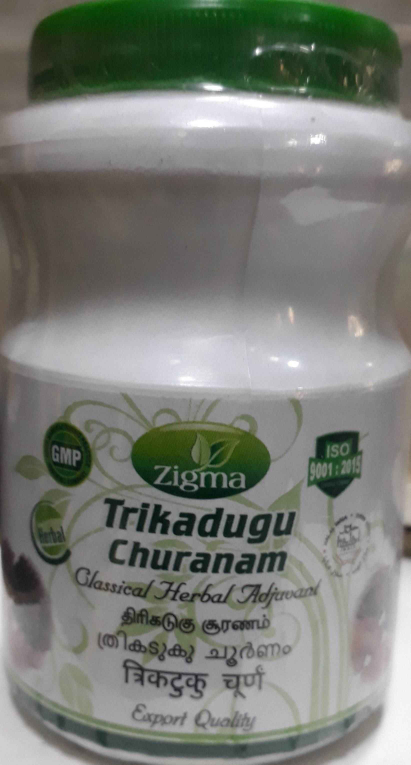 GMP
Zigma
ISO
9001 : 2015
Herbal
Trikadugu
Churanam
Classical Herbal Adjuvant
திரிகடுகு சூரணம்
ത്രികടുകു ചൂർണം
त्रिकटुकु चूर्ण
Export Quality